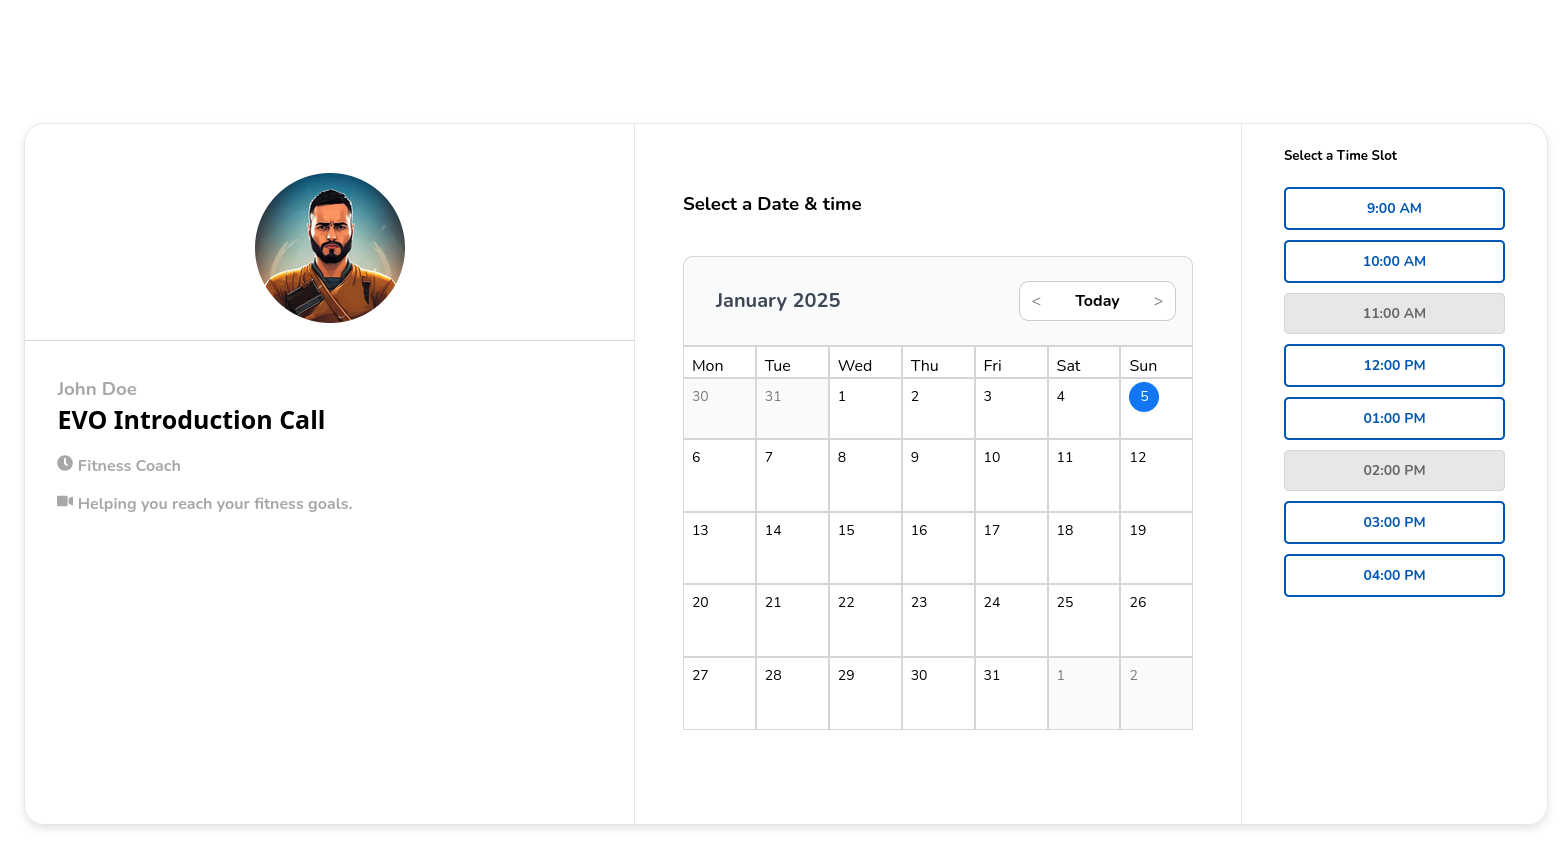 John Doe
EVO Introduction Call
Fitness Coach
Helping you reach your fitness goals.
Select a Date & time
January 2025
< Today >
Mon Tue Wed Thu Fri Sat Sun
30 31 1 2 3 4 5
6 7 8 9 10 11 12
13 14 15 16 17 18 19
20 21 22 23 24 25 26
27 28 29 30 31 1 2
Select a Time Slot
9:00 AM
10:00 AM
11:00 AM
12:00 PM
01:00 PM
02:00 PM
03:00 PM
04:00 PM